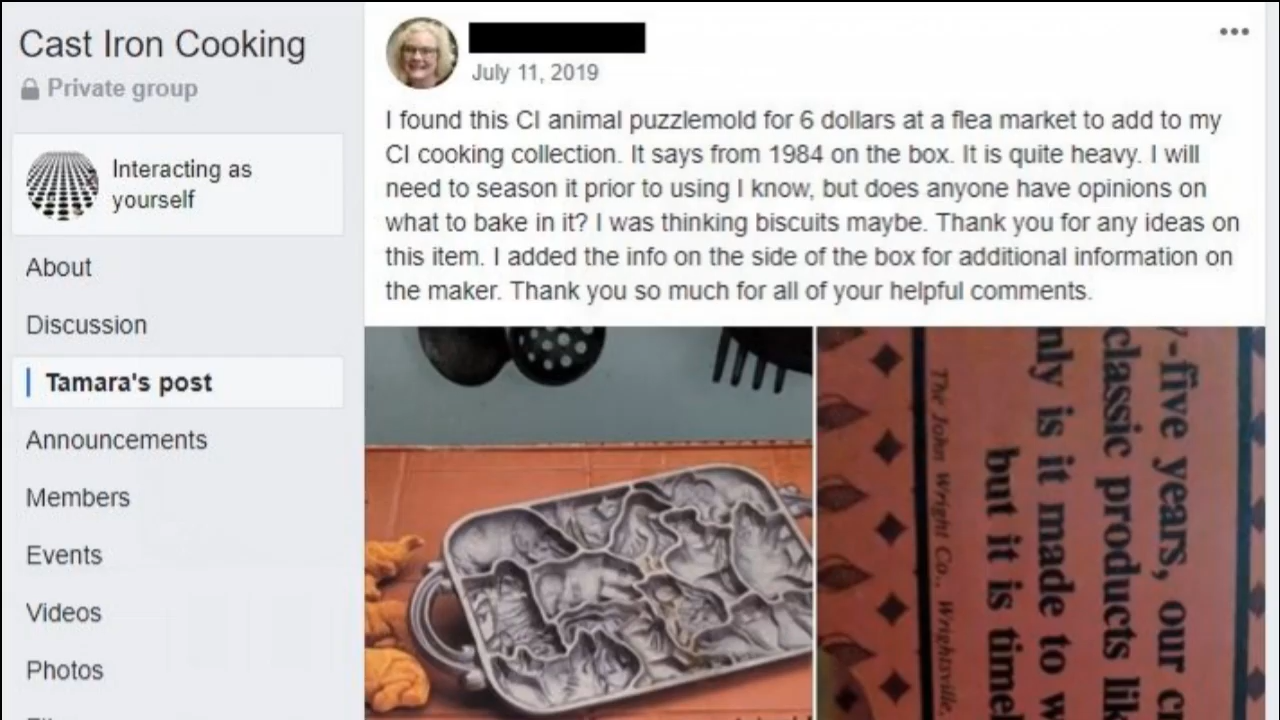 Cast Iron Cooking
Private group
Interacting as
yourself
About
Discussion
Tamara's post
Announcements
Members
Events
Videos
Photos
July 11, 2019
I found this CI animal puzzlemold for 6 dollars at a flea market to add to my
CI cooking collection. It says from 1984 on the box. It is quite heavy. I will
need to season it prior to using I know, but does anyone have opinions on
what to bake in it? I was thinking biscuits maybe. Thank you for any ideas on
this item. I added the info on the side of the box for additional information on
the maker. Thank you so much for all of your helpful comments.
-five years, our
classic products
nly is it made to
but it is
The John Wright Co., Wrightsville,